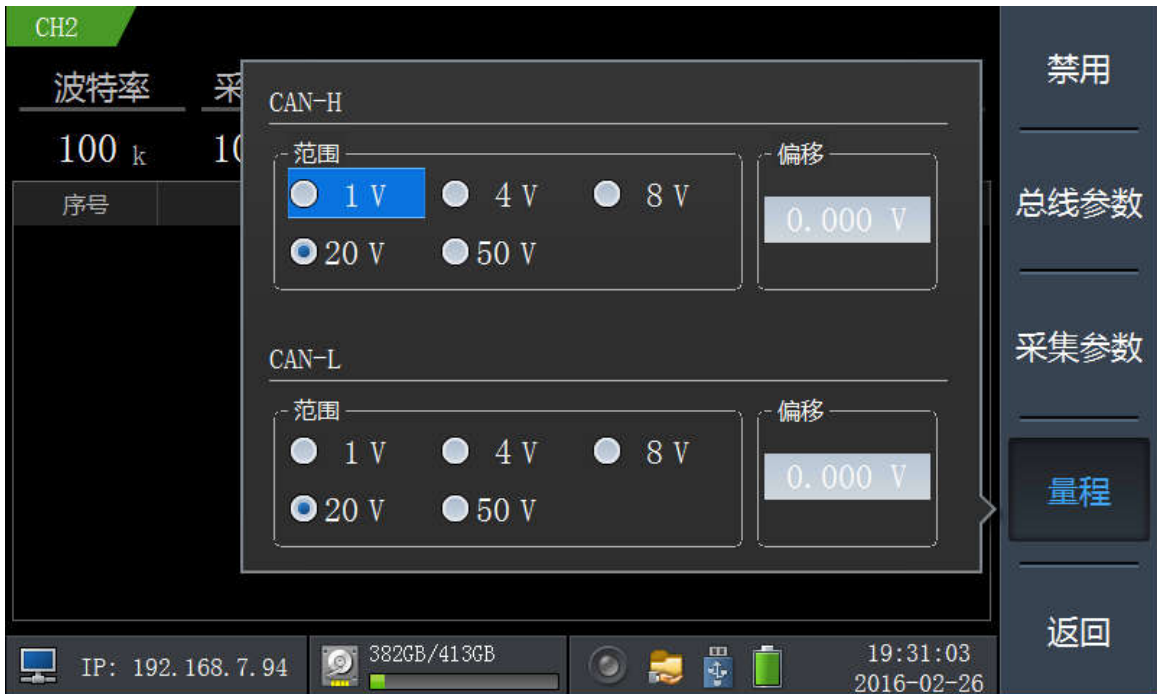 CH2
波特率 采
100 k 10
序号
CAN-H
范围
1 V 4 V 8 V
20 V 50 V
偏移
0.000 V
CAN-L
范围
1 V 4 V 8 V
20 V 50 V
偏移
0.000 V
禁用
总线参数
采集参数
量程
返回
IP: 192.168.7.94
382GB/413GB
19:31:03
2016-02-26